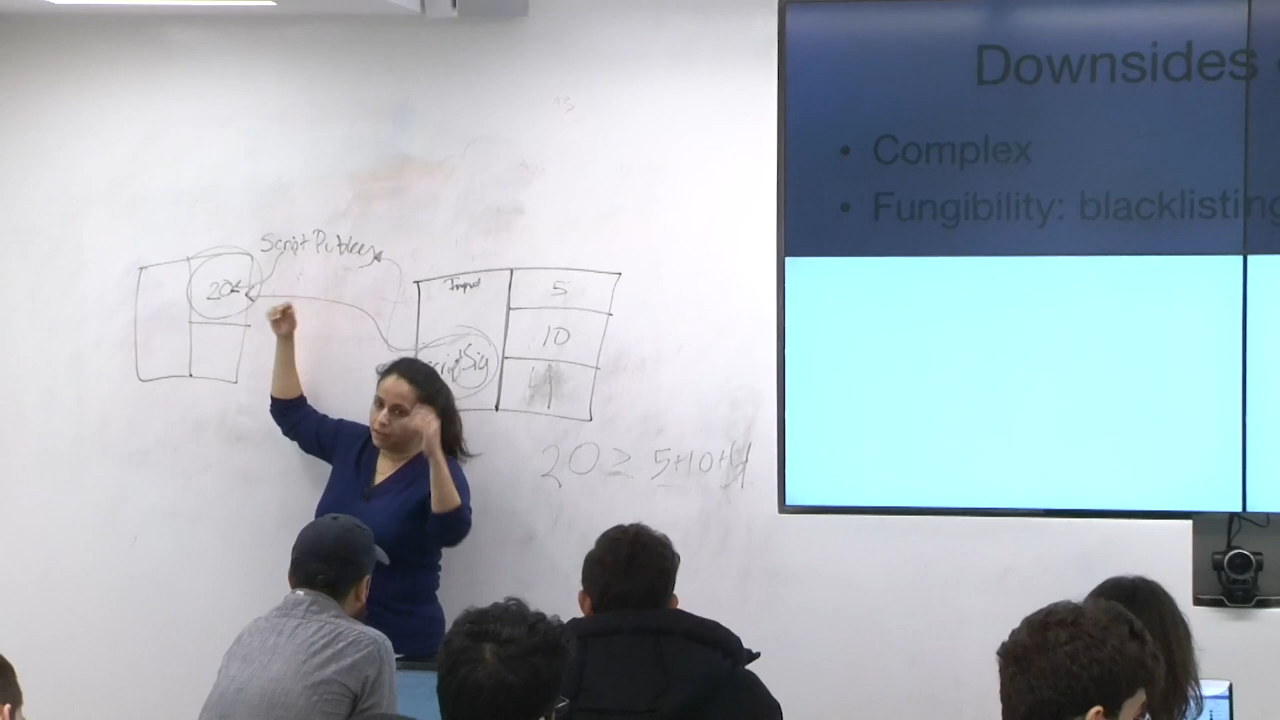 Script Pubkey
20
Input
5
10
ScriptSig
4
20 ≥ 5+10+4
Downsides
• Complex
• Fungibility: blacklisting